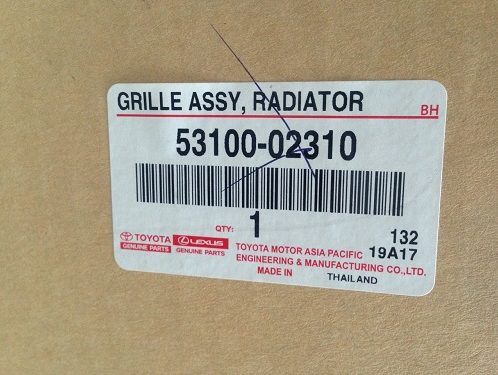 GRILLE ASSY, RADIATOR
BH
53100-02310
QTY: 1
132
19A17
TOYOTA
GENUINE PARTS
LEXUS
GENUINE PARTS
TOYOTA MOTOR ASIA PACIFIC
ENGINEERING & MANUFACTURING CO.,LTD.
MADE IN THAILAND